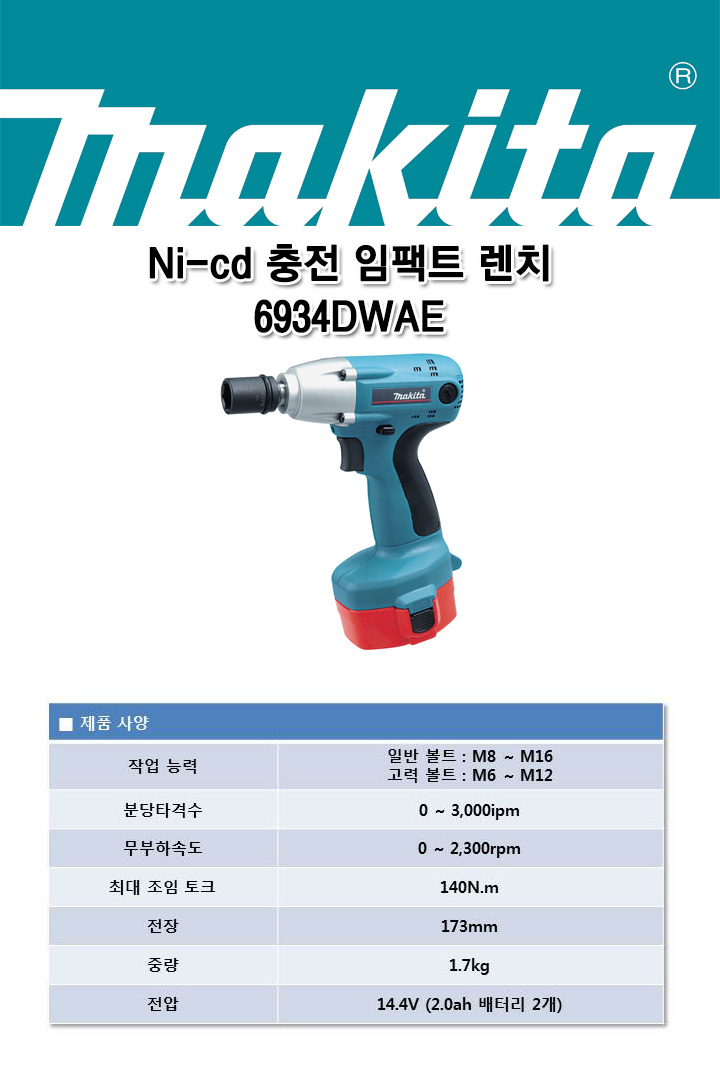 makita®
Ni-cd 충전 임팩트 렌치
6934DWAE
makita
■ 제품 사양
작업 능력
일반 볼트 : M8 ~ M16
고력 볼트 : M6 ~ M12
분당타격수 0 ~ 3,000ipm
무부하속도 0 ~ 2,300rpm
최대 조임 토크 140N.m
전장 173mm
중량 1.7kg
전압 14.4V (2.0ah 배터리 2개)